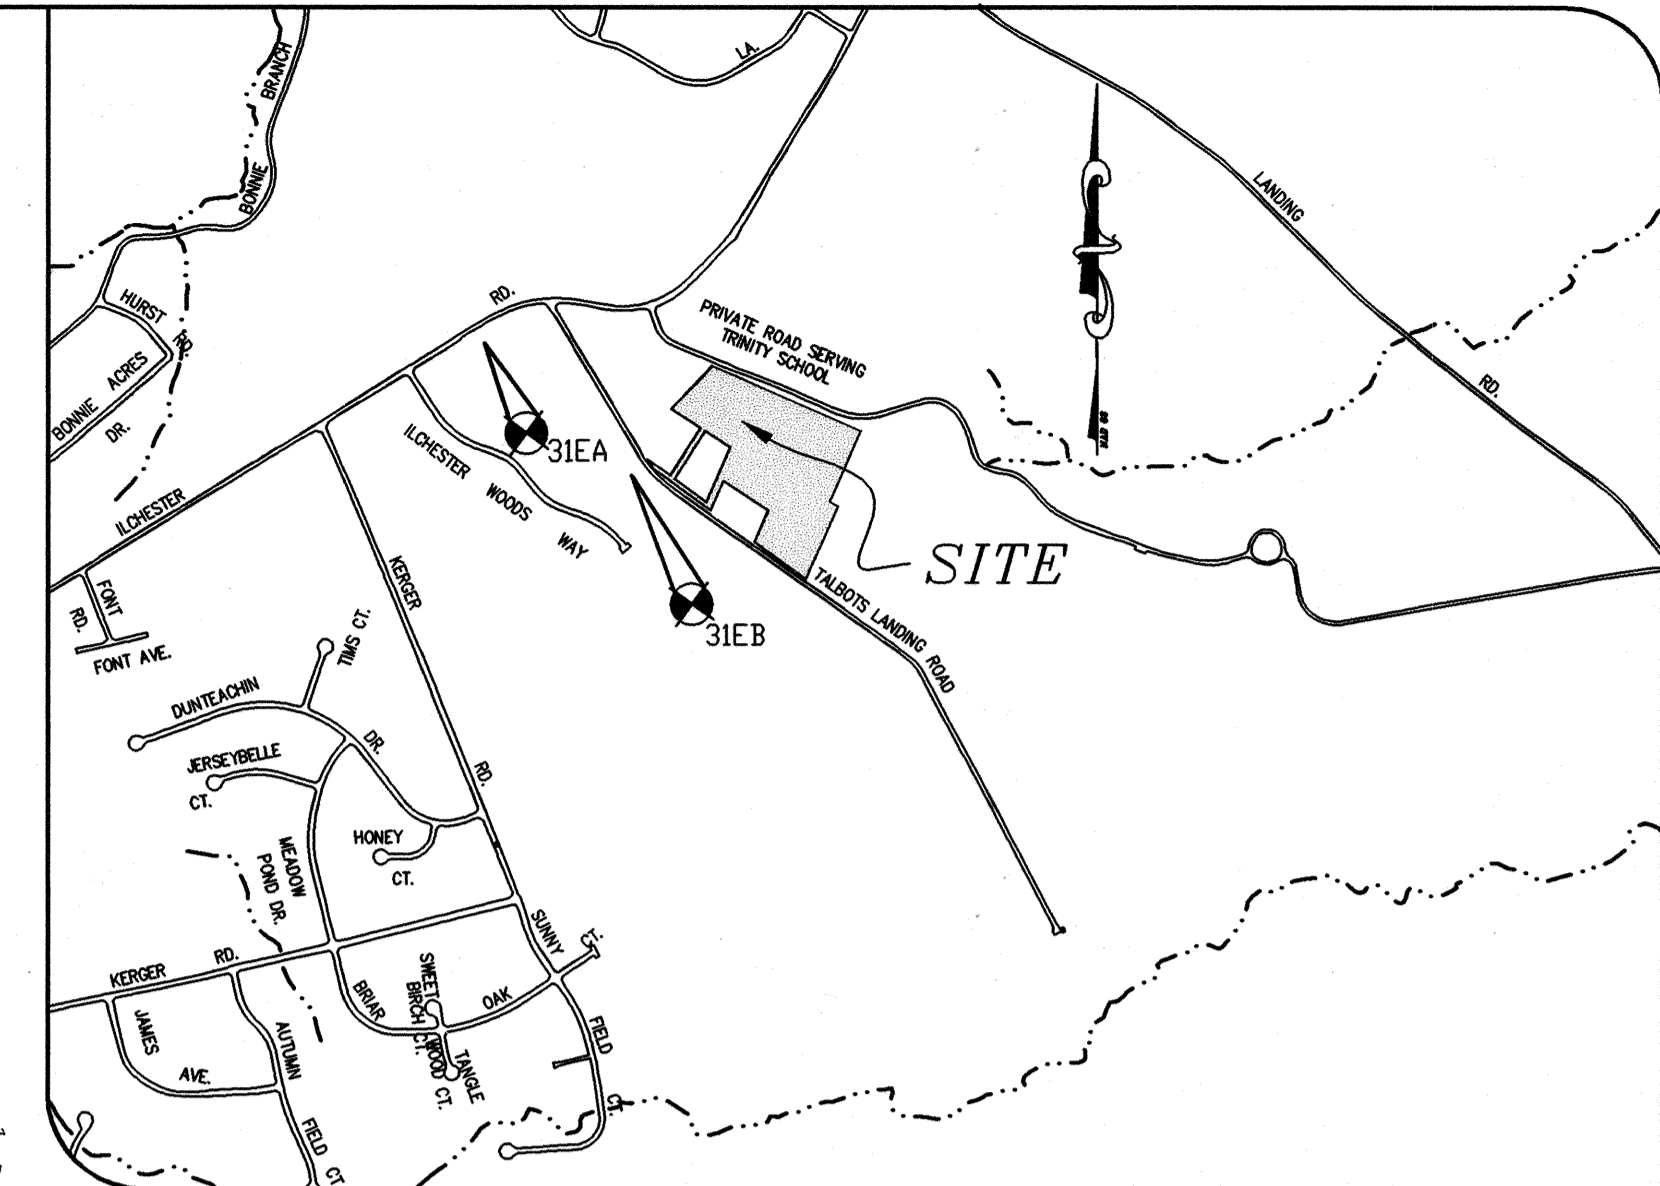 BONNIE BRANCH
LA.
LANDING
RD.
HURST
RD.
BONNIE ACRES
DR.
RD.
PRIVATE ROAD SERVING
TRINITY SCHOOL
ILCHESTER
31EA
ILCHESTER WOODS WAY
SITE
31EB
TALBOTS LANDING ROAD
KERGER
RD.
FONT
RD.
FONT AVE.
TIMS CT.
DUNTEACHIN
DR.
JERSEYBELLE
CT.
HONEY
CT.
MEADOW
POND DR.
SUNNY
CT.
KERGER RD.
SWEET
BIRCH
CT.
BRIAR
OAK
FIELD
CT.
JAMES
AVE.
AUTUMN
FIELD CT
TANGLE
WOOD CT.